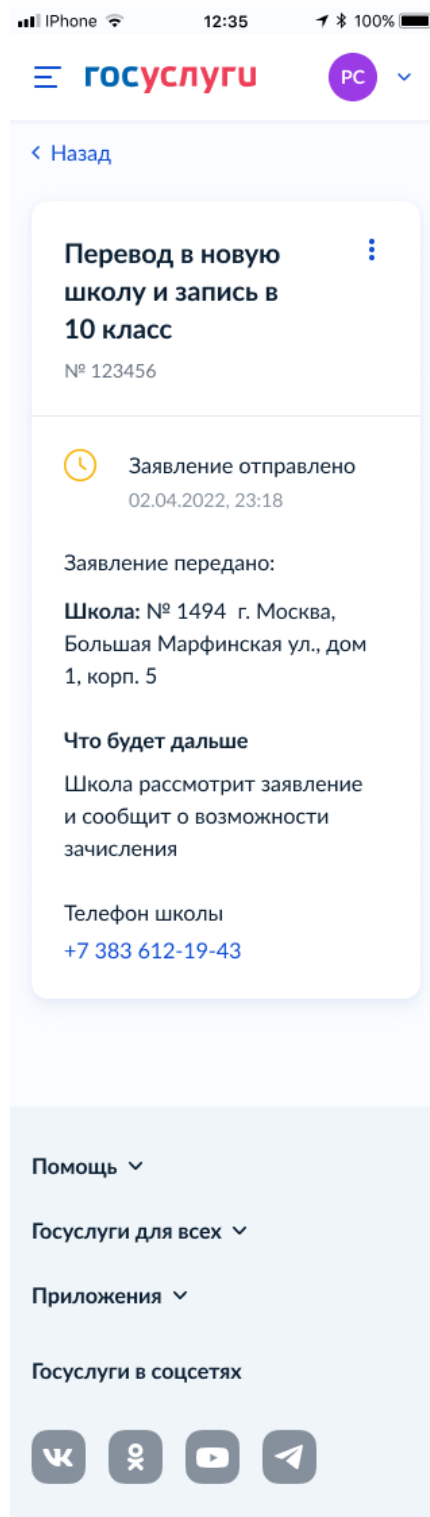 IPhone 12:35 100%
госуслуги РС
Назад
Перевод в новую
школу и запись в
10 класс
№ 123456
Заявление отправлено
02.04.2022, 23:18
Заявление передано:
Школа: № 1494 г. Москва,
Большая Марфинская ул., дом
1, корп. 5
Что будет дальше
Школа рассмотрит заявление
и сообщит о возможности
зачисления
Телефон школы
+7 383 612-19-43
Помощь
Госуслуги для всех
Приложения
Госуслуги в соцсетях